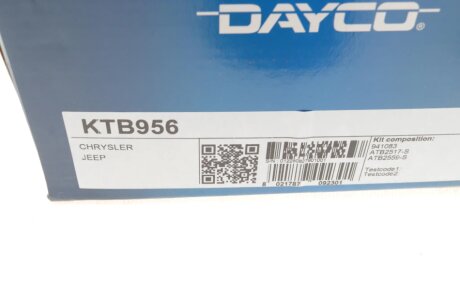 DAYCO®
KTB956
CHRYSLER
JEEP
Kit composition:
941083
ATB2517-S
ATB2559-S
Testcode1:
Testcode2:
8 021787 092301